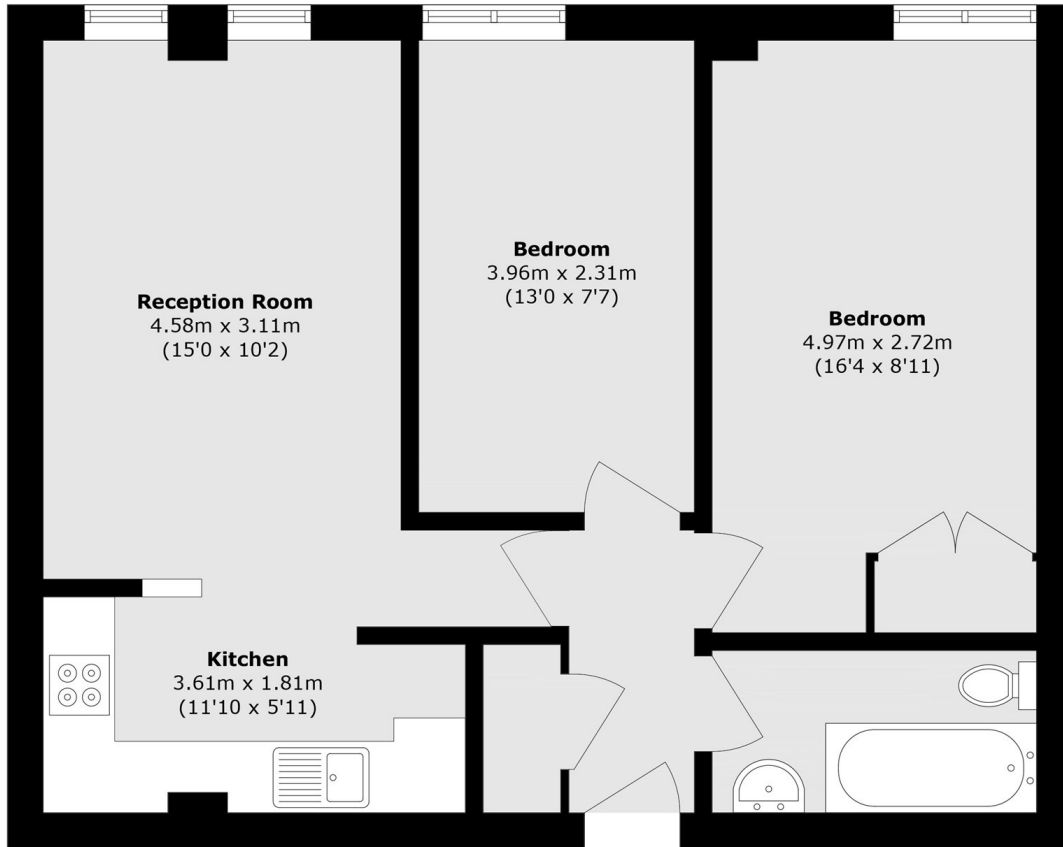 Reception Room
4.58m x 3.11m
(15'0 x 10'2)
Bedroom
3.96m x 2.31m
(13'0 x 7'7)
Bedroom
4.97m x 2.72m
(16'4 x 8'11)
Kitchen
3.61m x 1.81m
(11'10 x 5'11)